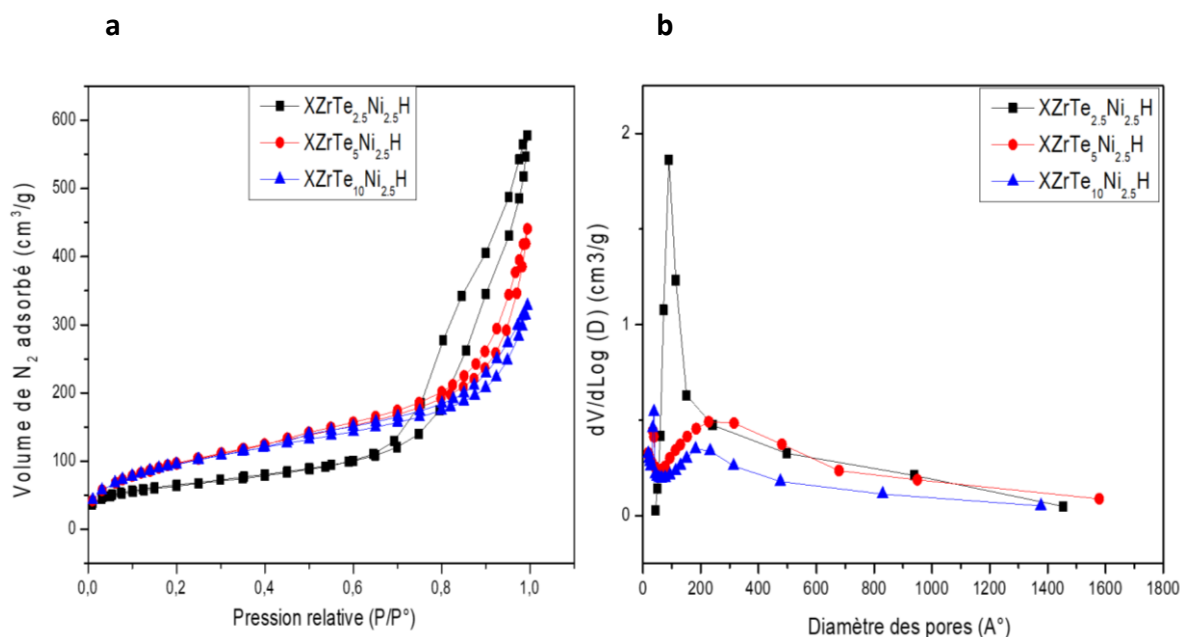 a
b
XZrTe2.5Ni2.5H
XZrTe5Ni2.5H
XZrTe10Ni2.5H
600
500
400
300
200
100
0
Volume de N2 adsorbé (cm3/g)
0,0
0,2
0,4
0,6
0,8
1,0
Pression relative (P/P°)
XZrTe2.5Ni2.5H
XZrTe5Ni2.5H
XZrTe10Ni2.5H
2
1
0
dV/dLog (D) (cm3/g)
0
200
400
600
800
1000
1200
1400
1600
1800
Diamètre des pores (A°)